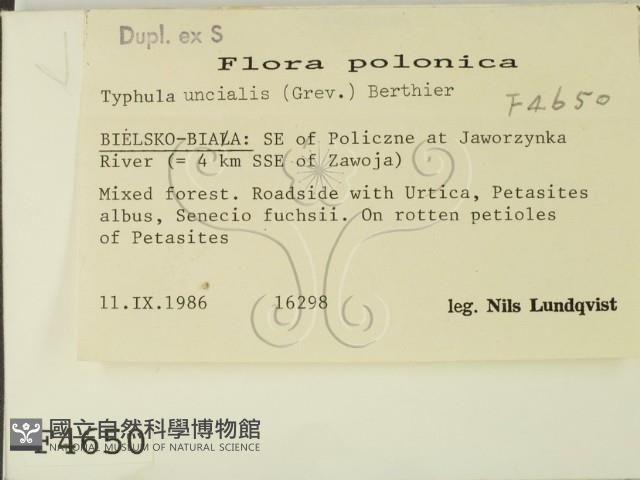 Dupl. ex S
Flora polonica
Typhula uncialis (Grev.) Berthier
F4650
BIELSKO-BIAŁA: SE of Policzne at Jaworzynka
River (= 4 km SSE of Zawoja)
Mixed forest. Roadside with Urtica, Petasites
albus, Senecio fuchsii. On rotten petioles
of Petasites
11.IX.1986 16298 leg. Nils Lundqvist
國立自然科學博物館
NATIONAL MUSEUM OF NATURAL SCIENCE
F4650